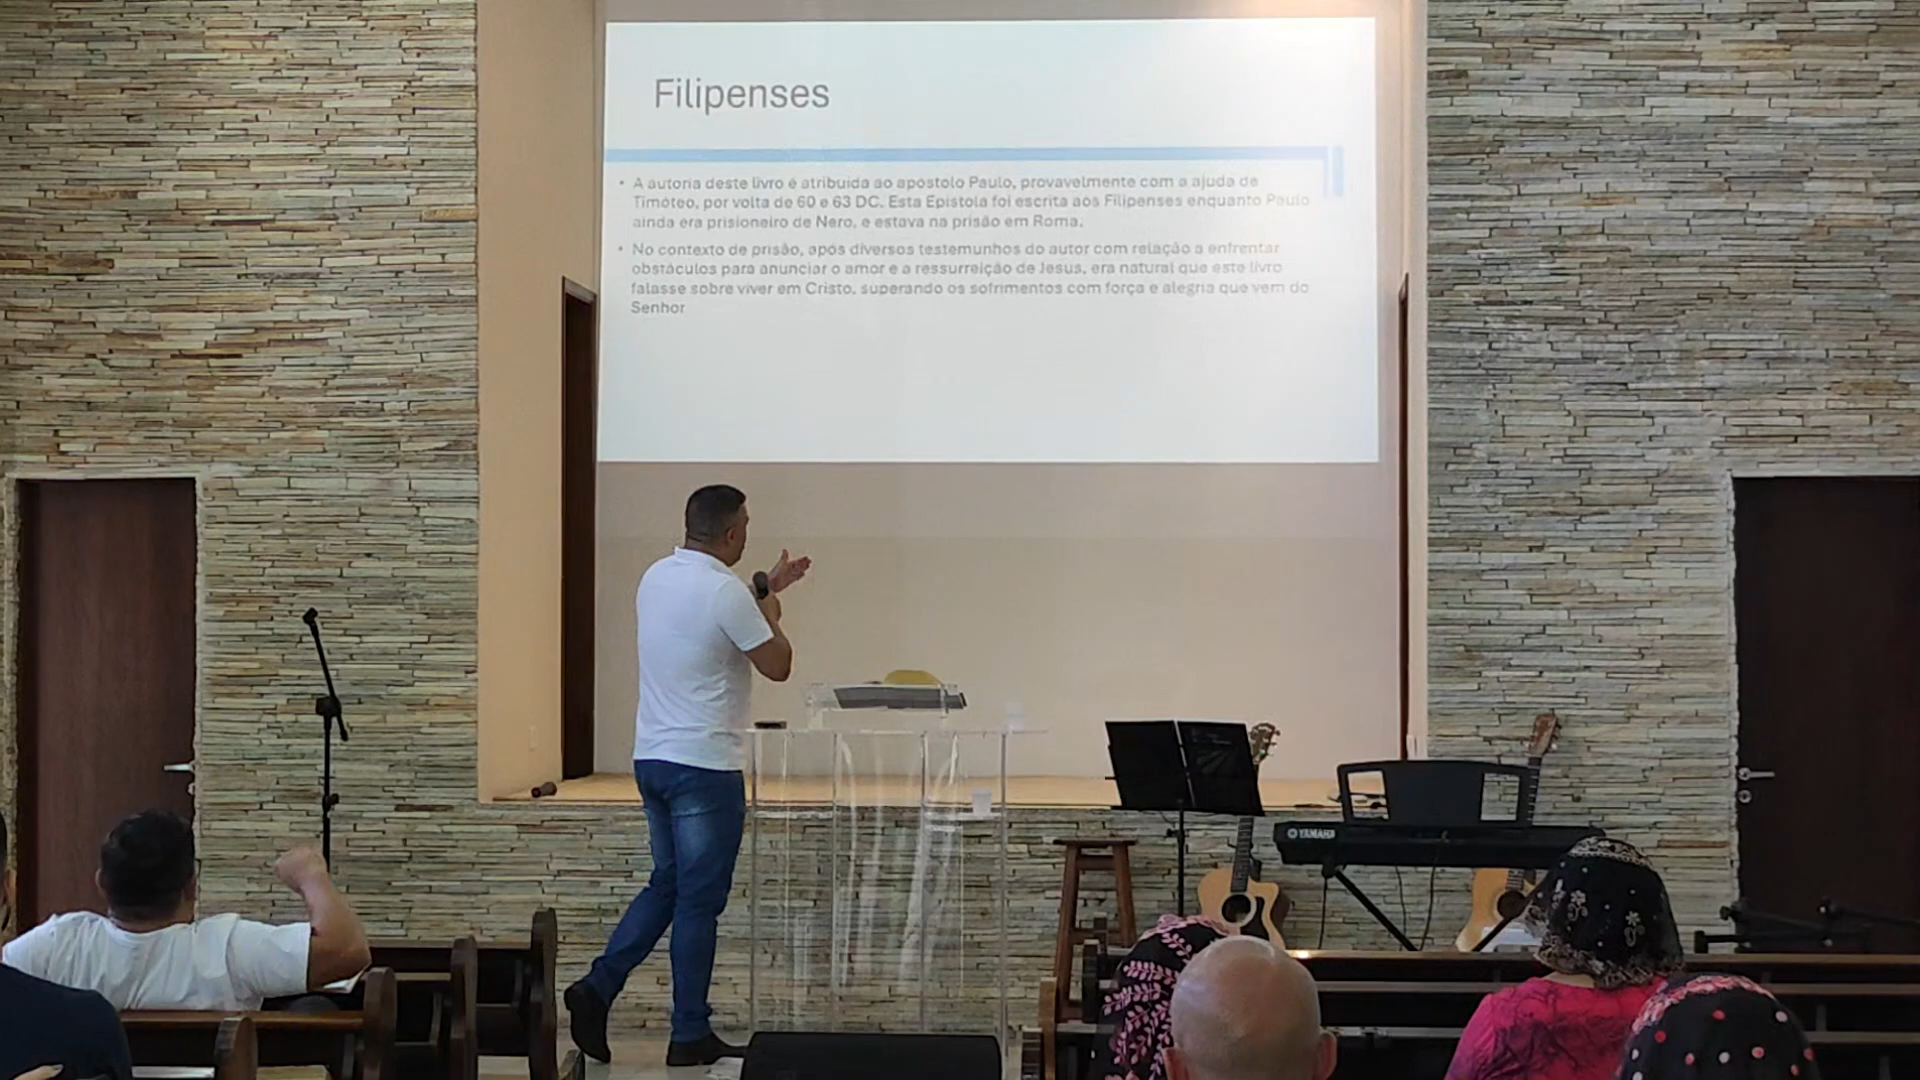 Filipenses
• A autoria deste livro é atribuída ao apóstolo Paulo, provavelmente com a ajuda de
Timóteo, por volta de 60 e 63 DC. Esta Epístola foi escrita aos Filipenses enquanto Paulo
ainda era prisioneiro de Nero, e estava na prisão em Roma.
• No contexto de prisão, após diversos testemunhos do autor com relação a enfrentar
obstáculos para anunciar o amor e a ressurreição de Jesus, era natural que este livro
falasse sobre viver em Cristo, superando os sofrimentos com força e alegria que vem do
Senhor
YAMAHA